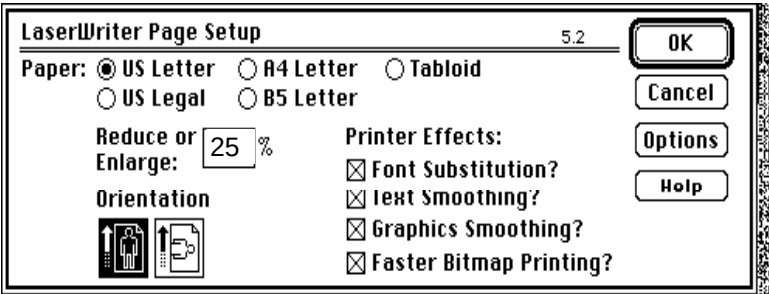 LaserWriter Page Setup 5.2 OK
Paper: US Letter A4 Letter Tabloid
US Legal B5 Letter Cancel
Reduce or 25 % Printer Effects: Options
Enlarge: Font Substitution?
Orientation Text Smoothing? Help
Graphics Smoothing?
Faster Bitmap Printing?